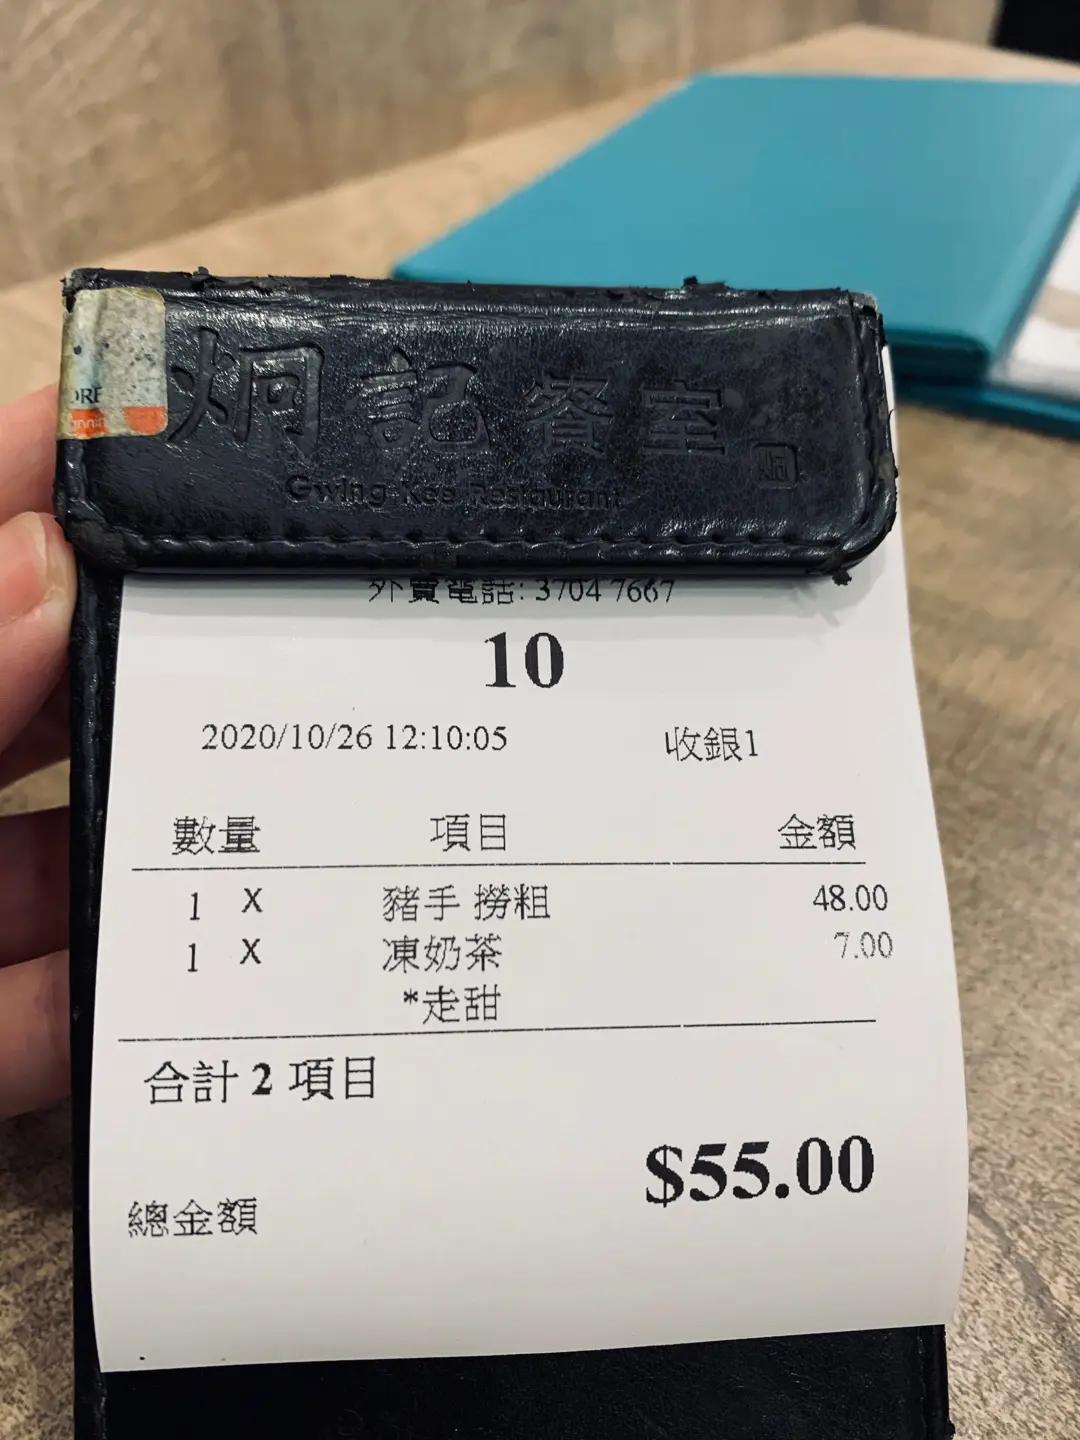 炯記餐室
炯
Gwing Kee Restaurant
外賣電話: 3704 7667
10
2020/10/26 12:10:05 收銀1
數量 項目 金額
1 X 豬手 撈粗 48.00
1 X 凍奶茶 7.00
*走甜
合計 2 項目
$55.00
總金額